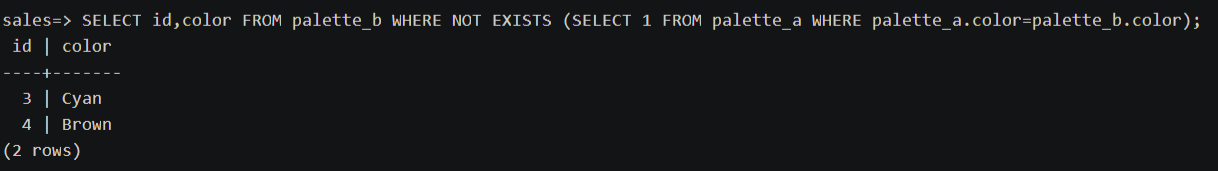 sales=> SELECT id,color FROM palette_b WHERE NOT EXISTS (SELECT 1 FROM palette_a WHERE palette_a.color=palette_b.color);
 id | color
----+-------
  3 | Cyan
  4 | Brown
(2 rows)